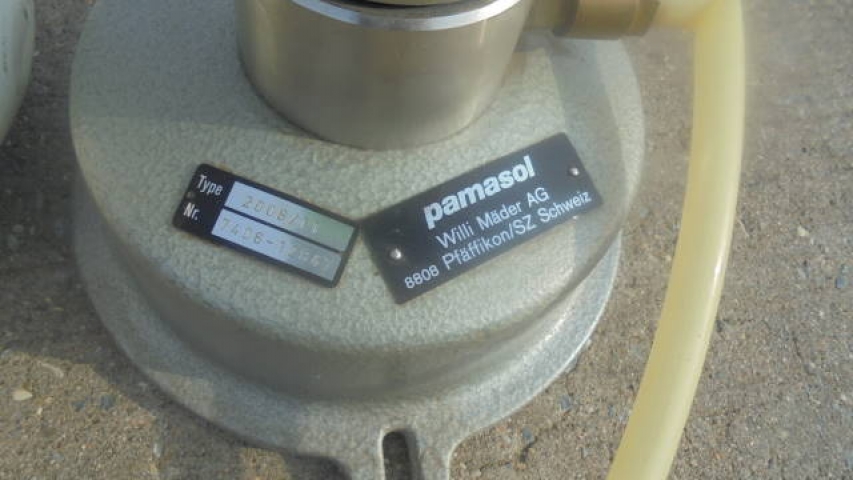 Type
Nr.
pamasol
Willi Mäder AG
8808 Pfäffikon/SZ Schweiz